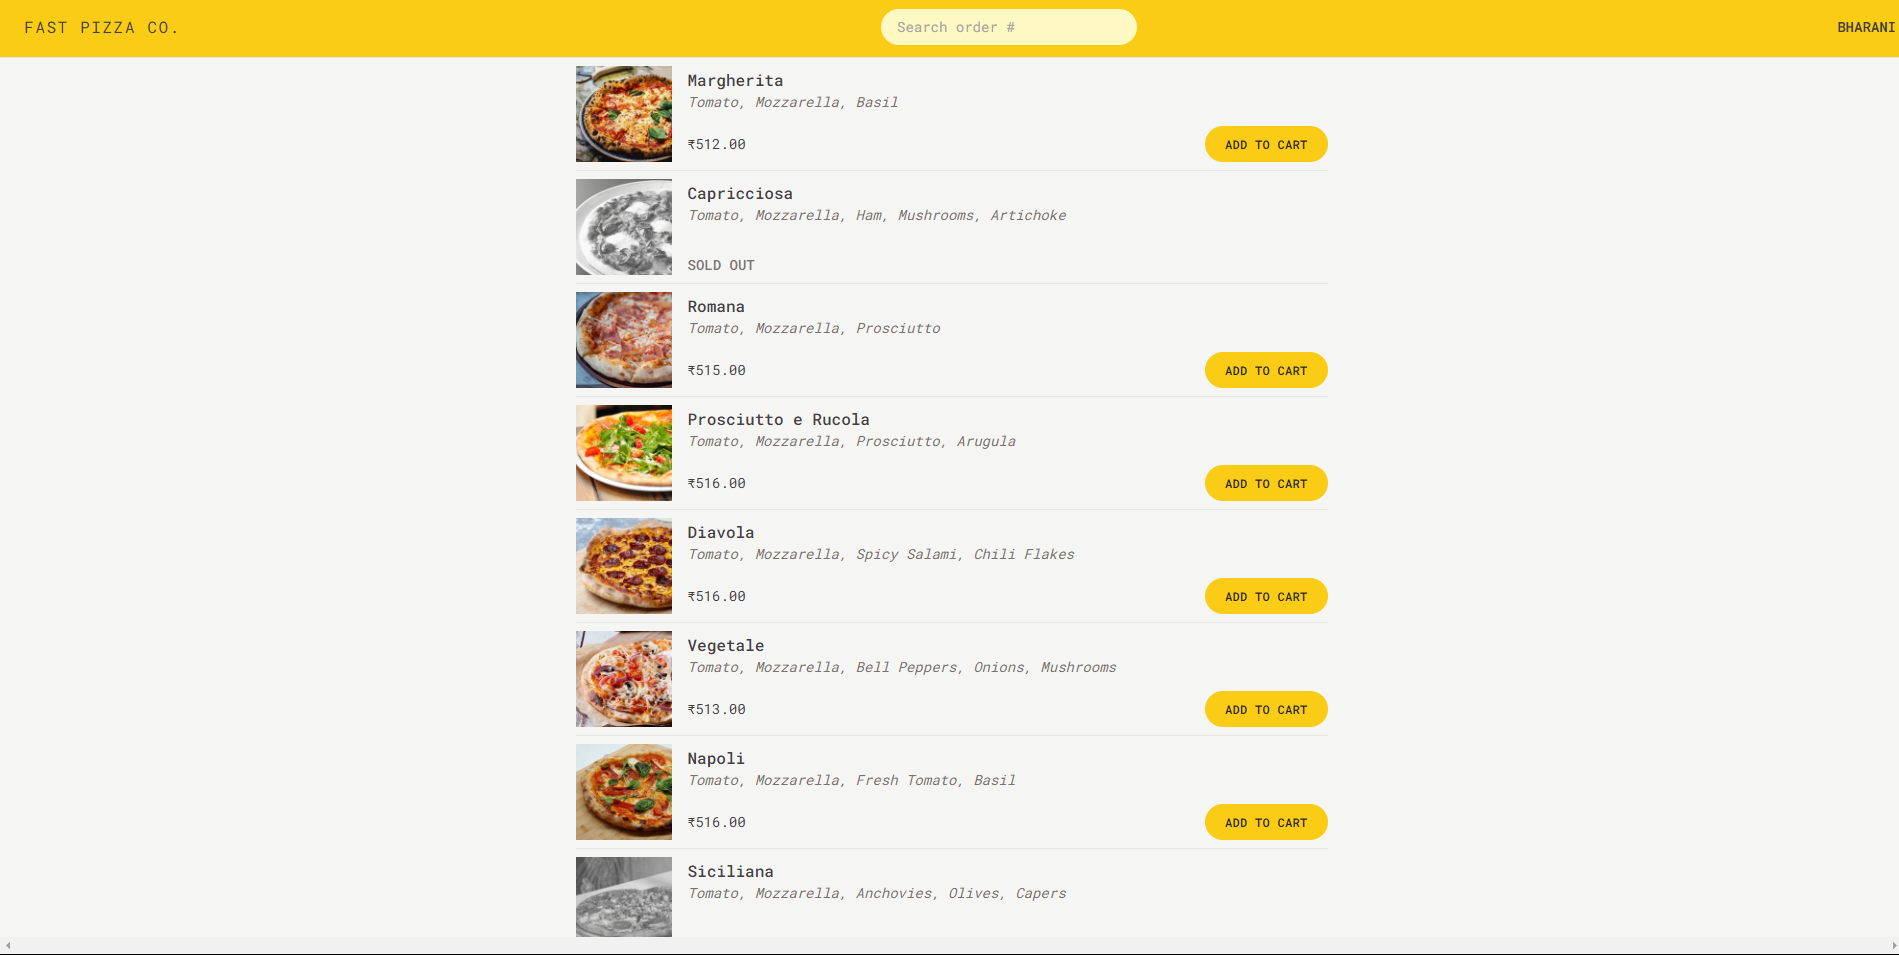 FAST PIZZA CO.
Search order #
BHARANI
Margherita
Tomato, Mozzarella, Basil
₹512.00
ADD TO CART
Capricciosa
Tomato, Mozzarella, Ham, Mushrooms, Artichoke
SOLD OUT
Romana
Tomato, Mozzarella, Prosciutto
₹515.00
ADD TO CART
Prosciutto e Rucola
Tomato, Mozzarella, Prosciutto, Arugula
₹516.00
ADD TO CART
Diavola
Tomato, Mozzarella, Spicy Salami, Chili Flakes
₹516.00
ADD TO CART
Vegetale
Tomato, Mozzarella, Bell Peppers, Onions, Mushrooms
₹513.00
ADD TO CART
Napoli
Tomato, Mozzarella, Fresh Tomato, Basil
₹516.00
ADD TO CART
Siciliana
Tomato, Mozzarella, Anchovies, Olives, Capers